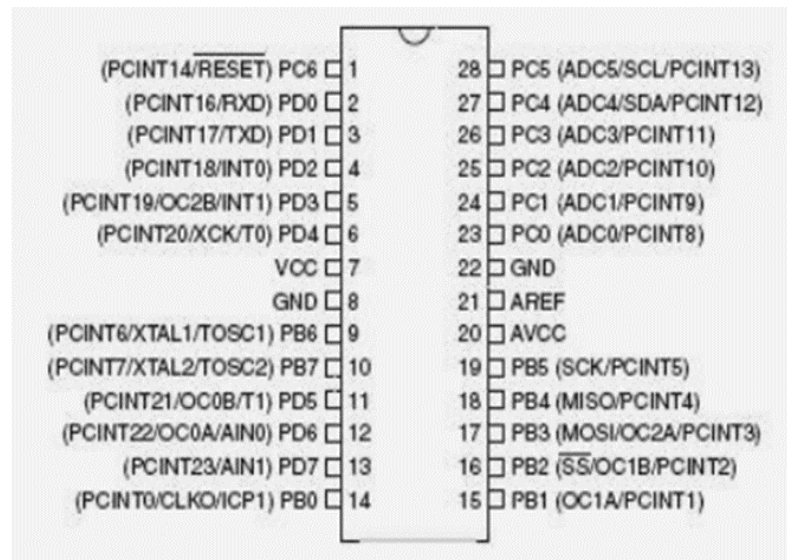 (PCINT14/RESET) PC6 1 28 PC5 (ADC5/SCL/PCINT13)
(PCINT16/RXD) PD0 2 27 PC4 (ADC4/SDA/PCINT12)
(PCINT17/TXD) PD1 3 26 PC3 (ADC3/PCINT11)
(PCINT18/INT0) PD2 4 25 PC2 (ADC2/PCINT10)
(PCINT19/OC2B/INT1) PD3 5 24 PC1 (ADC1/PCINT9)
(PCINT20/XCK/T0) PD4 6 23 PC0 (ADC0/PCINT8)
VCC 7 22 GND
GND 8 21 AREF
(PCINT6/XTAL1/TOSC1) PB6 9 20 AVCC
(PCINT7/XTAL2/TOSC2) PB7 10 19 PB5 (SCK/PCINT5)
(PCINT21/OC0B/T1) PD5 11 18 PB4 (MISO/PCINT4)
(PCINT22/OC0A/AIN0) PD6 12 17 PB3 (MOSI/OC2A/PCINT3)
(PCINT23/AIN1) PD7 13 16 PB2 (SS/OC1B/PCINT2)
(PCINT0/CLKO/ICP1) PB0 14 15 PB1 (OC1A/PCINT1)